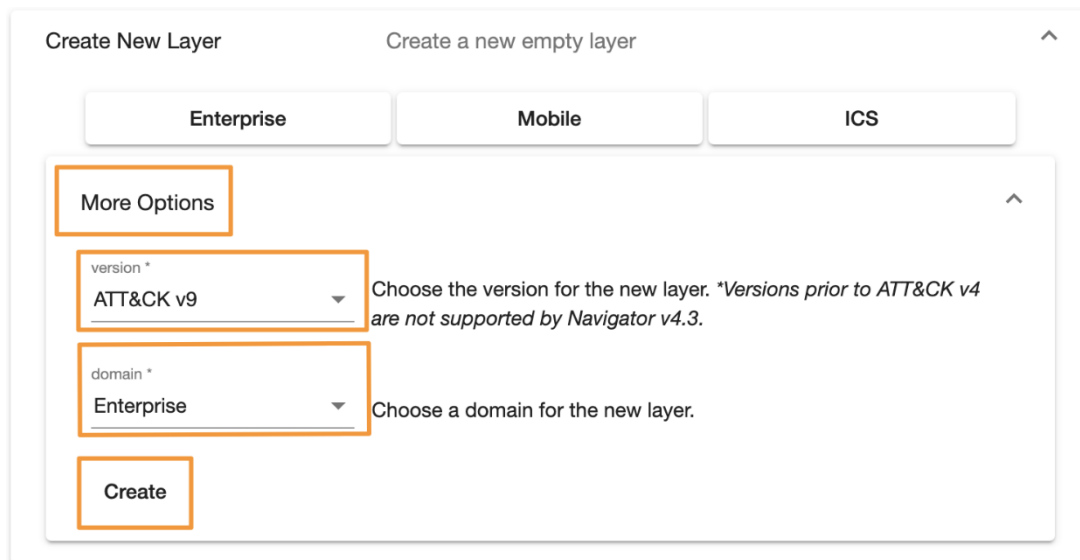 Create New Layer Create a new empty layer
Enterprise Mobile ICS
More Options
version *
ATT&CK v9
Choose the version for the new layer. *Versions prior to ATT&CK v4
are not supported by Navigator v4.3.
domain *
Enterprise
Choose a domain for the new layer.
Create